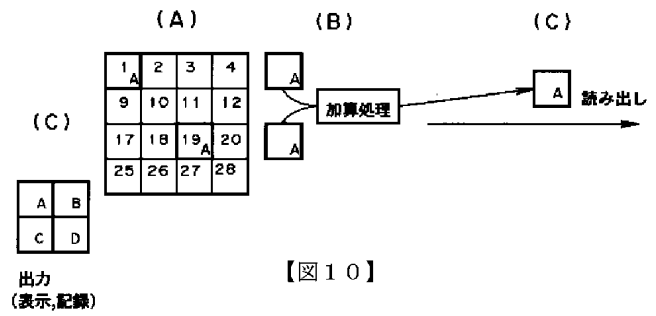 (A)
(B)
(C)
1 A 2 3 4
9 10 11 12
17 18 19 A 20
25 26 27 28
A
A
加算処理
A
読み出し
(C)
A B
C D
出力
(表示,記録)
【図10】